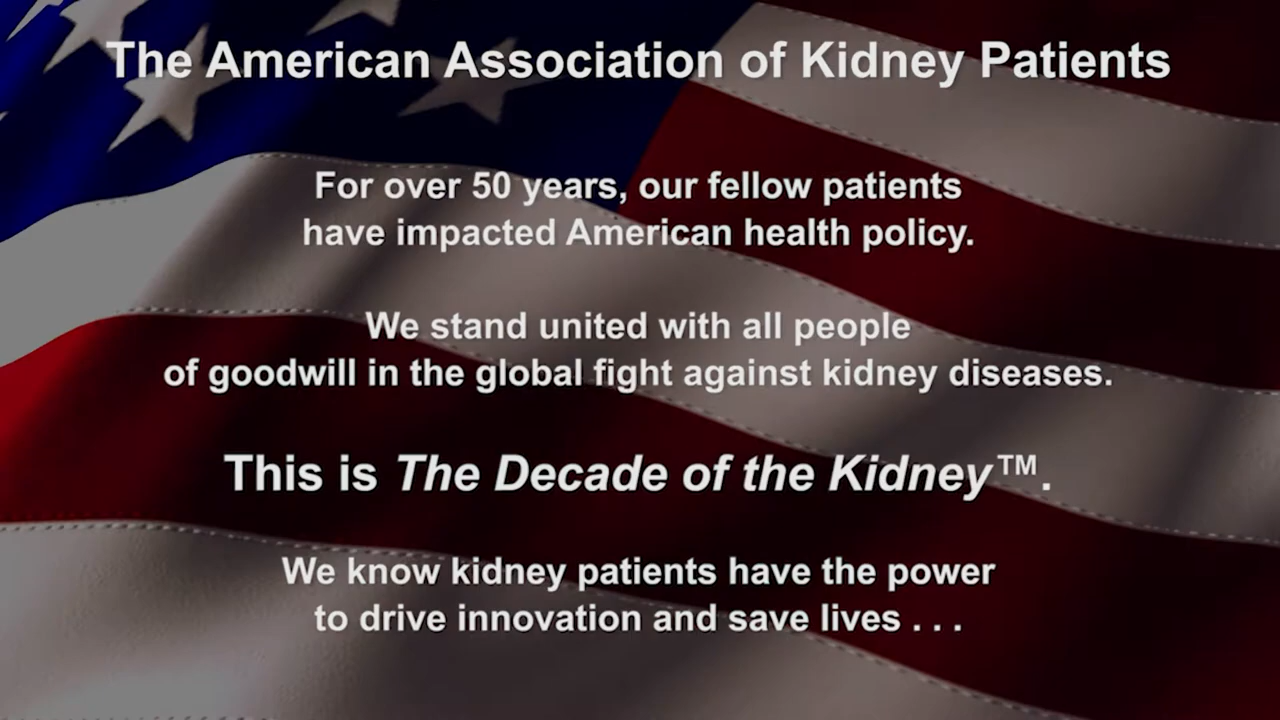 The American Association of Kidney Patients
For over 50 years, our fellow patients
have impacted American health policy.
We stand united with all people
of goodwill in the global fight against kidney diseases.
This is The Decade of the Kidney™.
We know kidney patients have the power
to drive innovation and save lives . . .